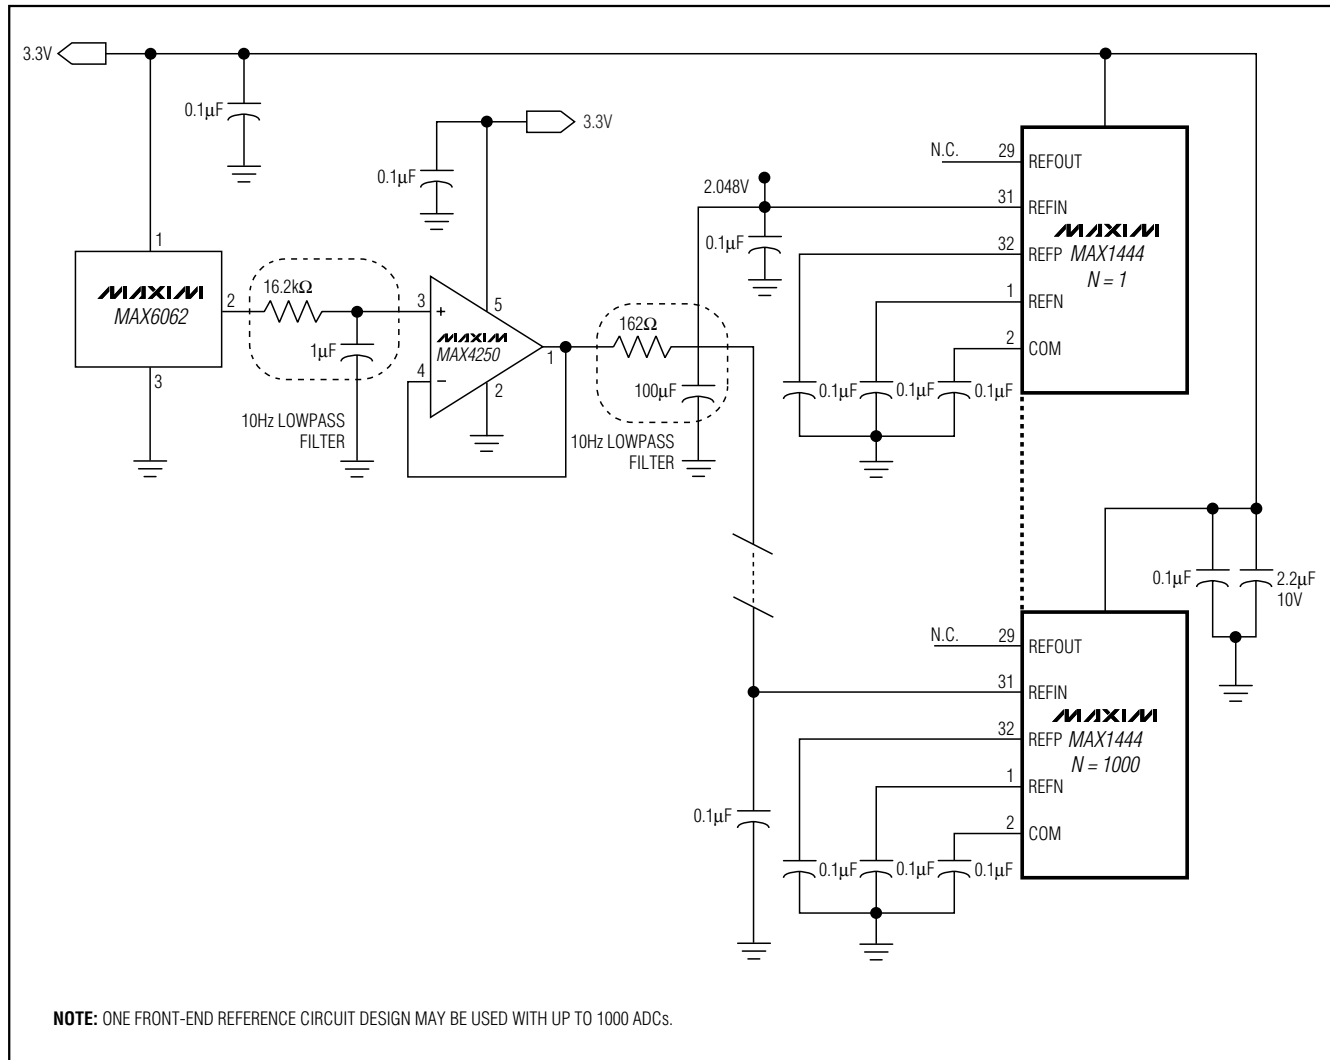 3.3V
0.1µF
3.3V
0.1µF
1
MAXIM
MAX6062
2
3
16.2kΩ
1µF
10Hz LOWPASS
FILTER
3
+
4
−
5
MAXIM
MAX4250
1
2
162Ω
100µF
10Hz LOWPASS
FILTER
2.048V
0.1µF
N.C.
29
REFOUT
31
REFIN
32
REFP
1
REFN
2
COM
MAXIM
MAX1444
N = 1
0.1µF
0.1µF
0.1µF
0.1µF
2.2µF
10V
N.C.
29
REFOUT
31
REFIN
32
REFP
1
REFN
2
COM
MAXIM
MAX1444
N = 1000
0.1µF
0.1µF
0.1µF
0.1µF
NOTE: ONE FRONT-END REFERENCE CIRCUIT DESIGN MAY BE USED WITH UP TO 1000 ADCs.